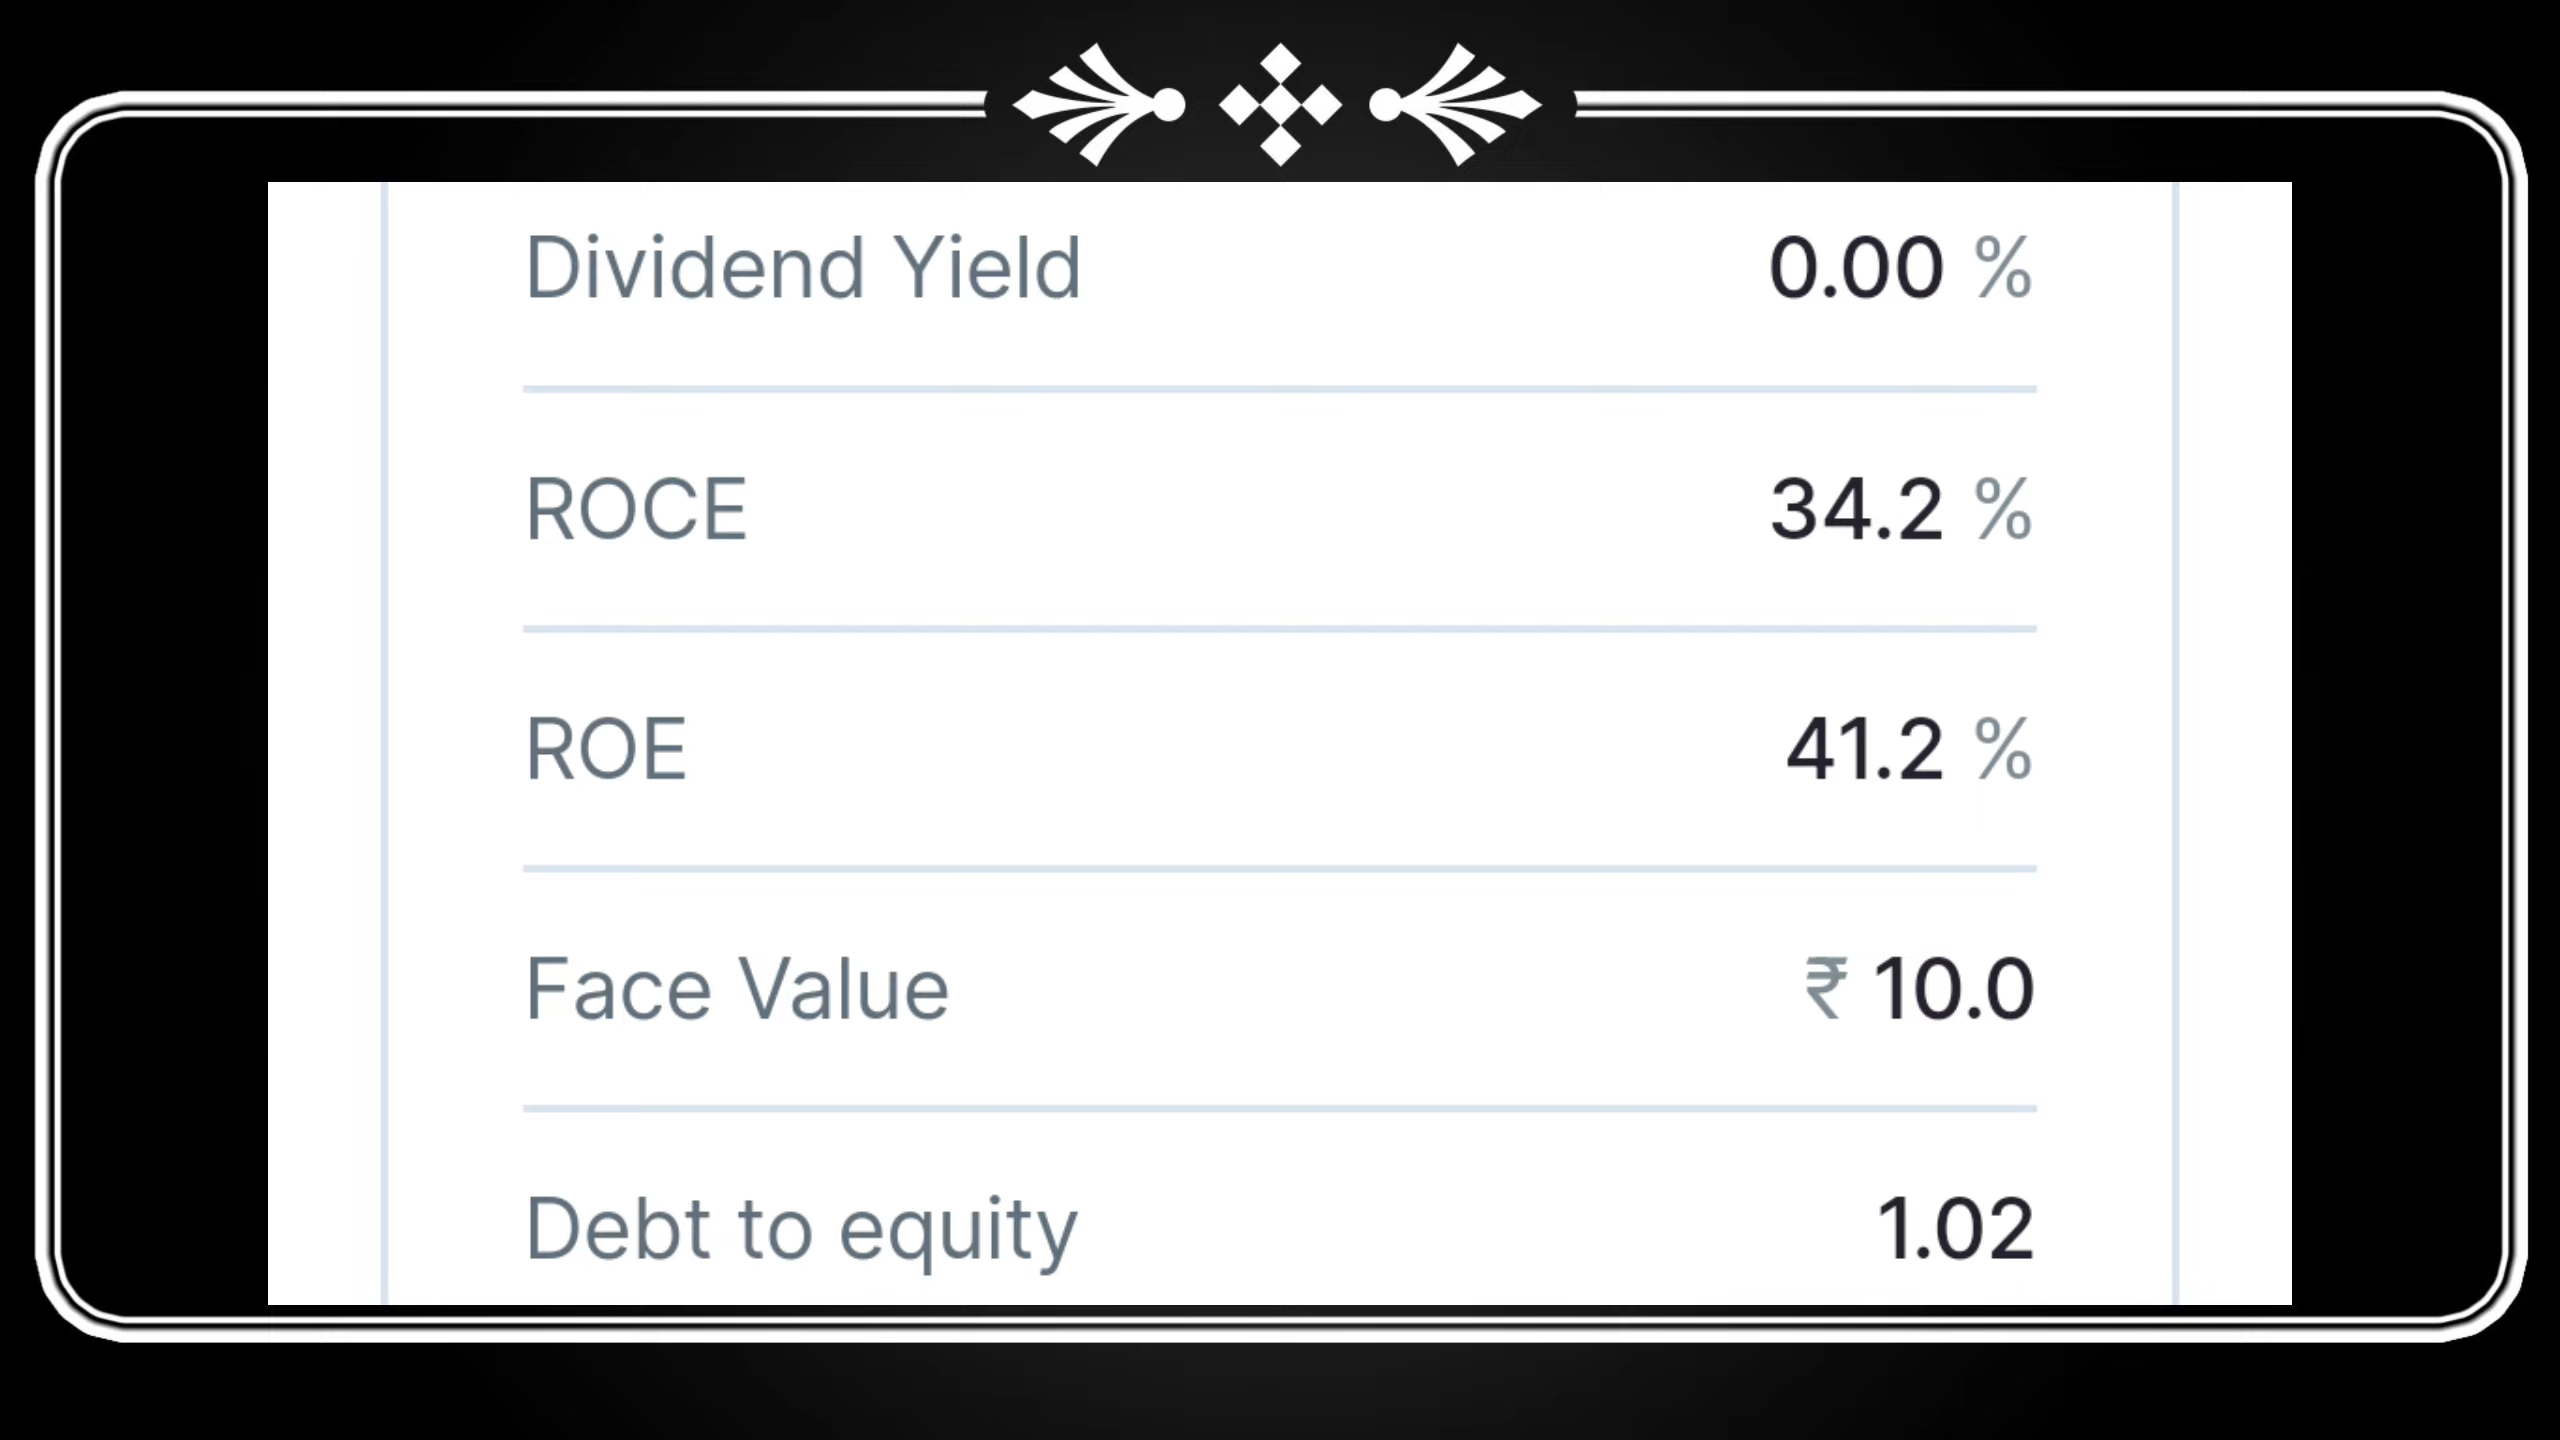 Dividend Yield 0.00 %
ROCE 34.2 %
ROE 41.2 %
Face Value ₹ 10.0
Debt to equity 1.02